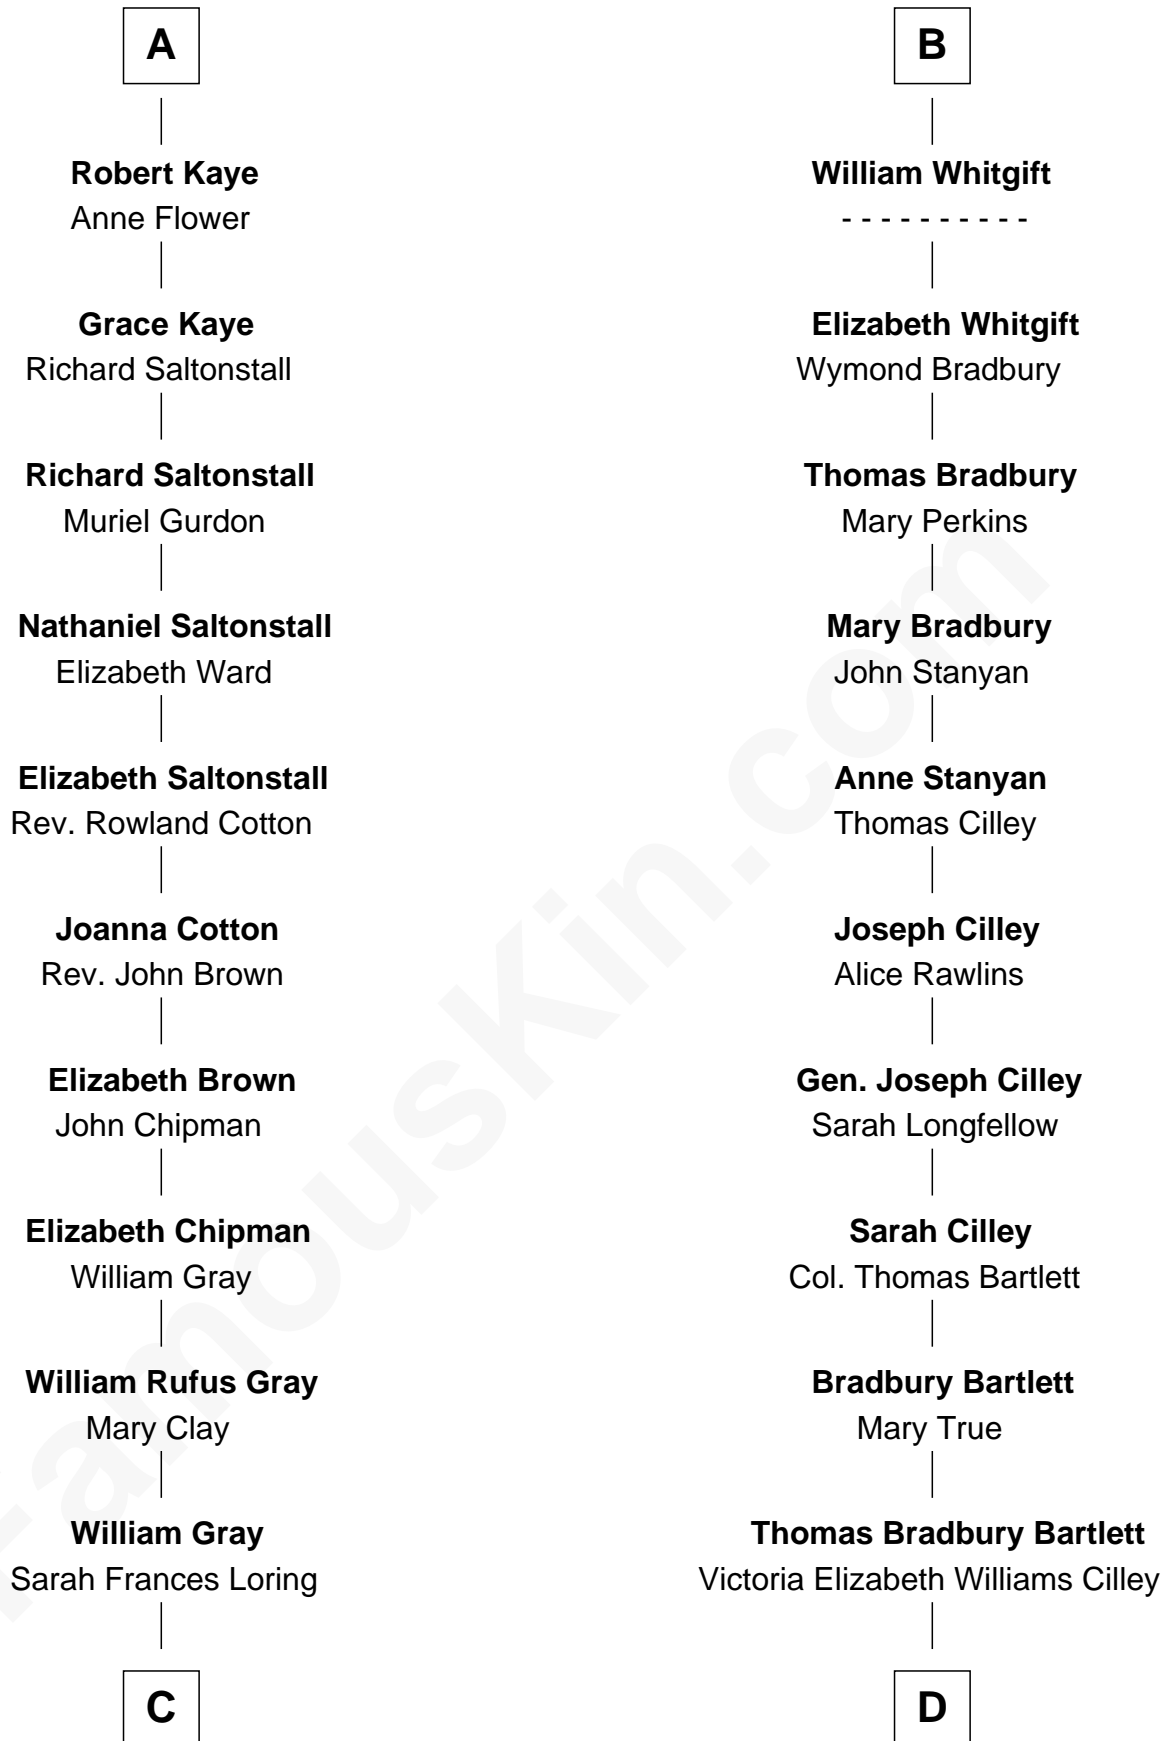 A
Robert Kaye
Anne Flower
Grace Kaye
Richard Saltonstall
Richard Saltonstall
Muriel Gurdon
Nathaniel Saltonstall
Elizabeth Ward
Elizabeth Saltonstall
Rev. Rowland Cotton
Joanna Cotton
Rev. John Brown
Elizabeth Brown
John Chipman
Elizabeth Chipman
William Gray
William Rufus Gray
Mary Clay
William Gray
Sarah Frances Loring
C
B
William Whitgift
- - - - - - - - - -
Elizabeth Whitgift
Wymond Bradbury
Thomas Bradbury
Mary Perkins
Mary Bradbury
John Stanyan
Anne Stanyan
Thomas Cilley
Joseph Cilley
Alice Rawlins
Gen. Joseph Cilley
Sarah Longfellow
Sarah Cilley
Col. Thomas Bartlett
Bradbury Bartlett
Mary True
Thomas Bradbury Bartlett
Victoria Elizabeth Williams Cilley
D
FamousKin.com